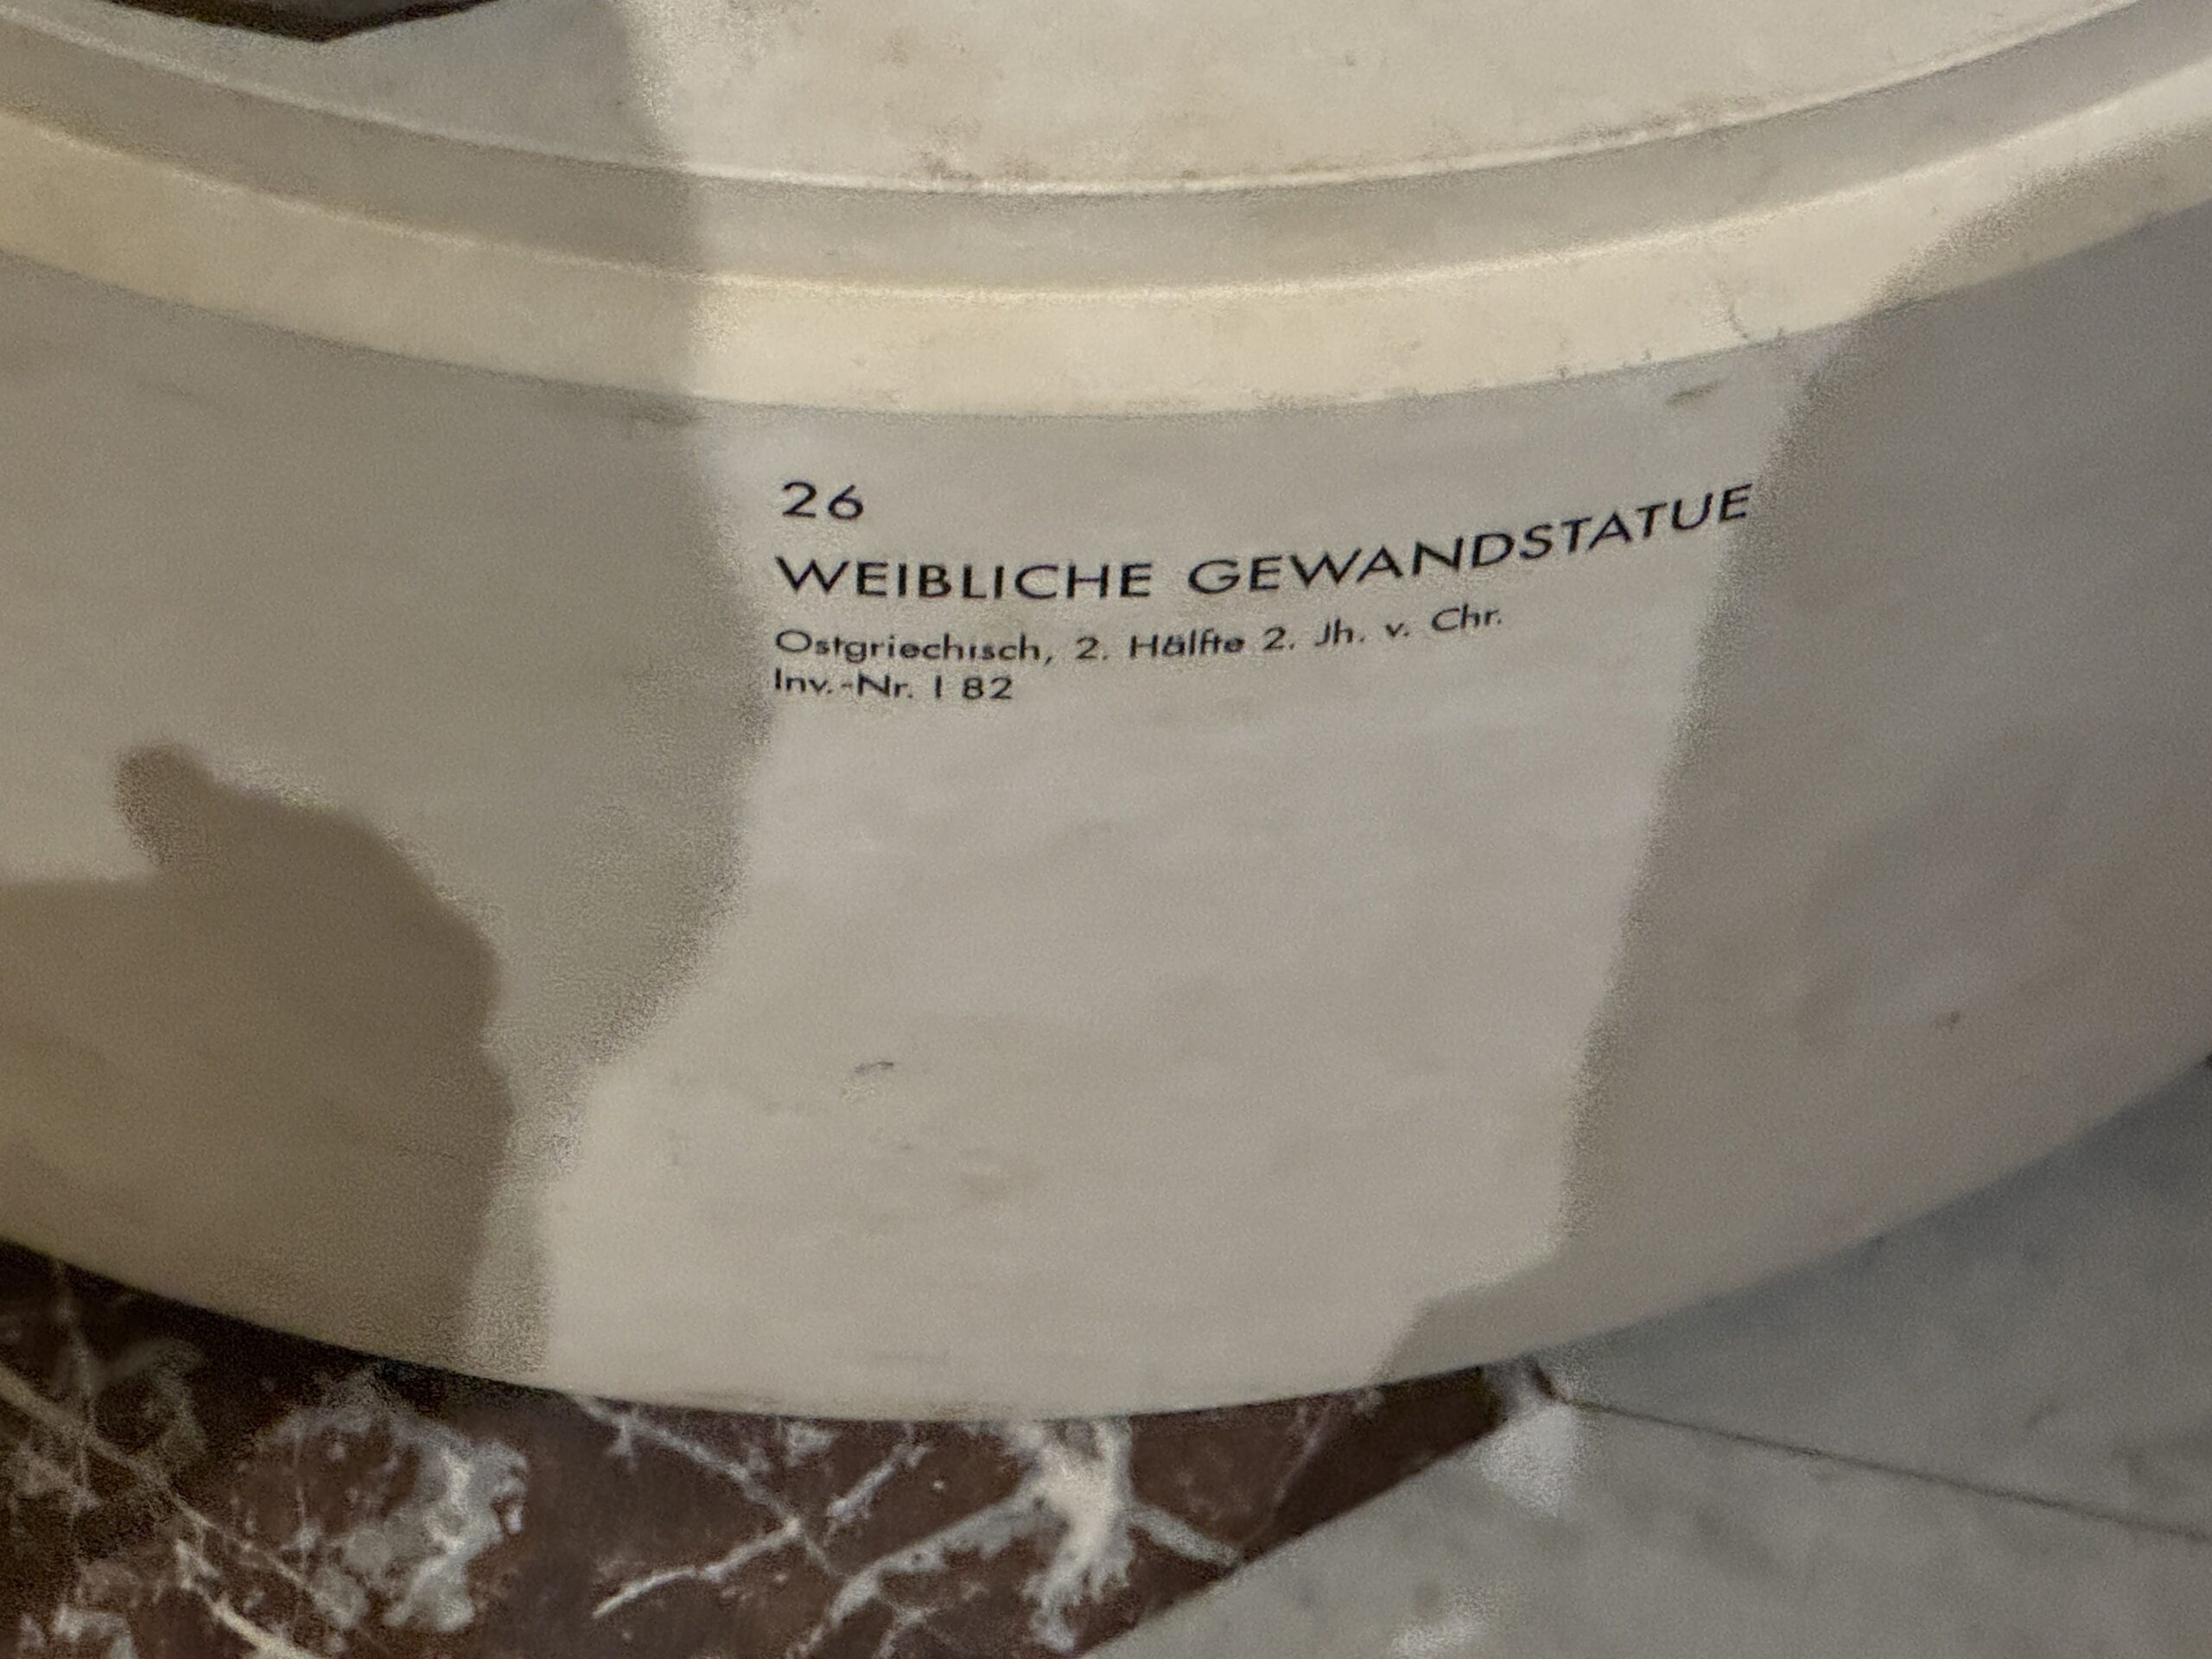 26
WEIBLICHE GEWANDSTATUE
Ostgriechisch, 2. Hälfte 2. Jh. v. Chr.
Inv.-Nr. I 82